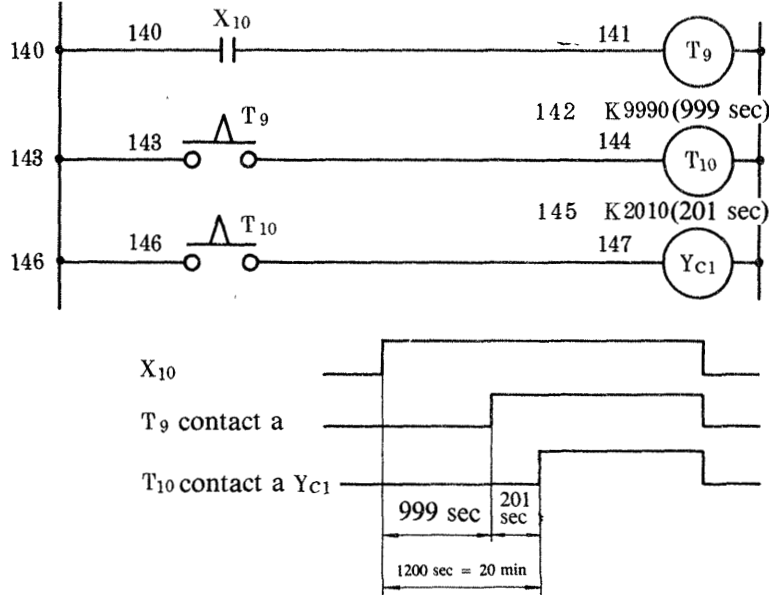 X10
140 140 141 T9
142 K9990(999 sec)
T9
143 143 144 T10
145 K2010(201 sec)
T10
146 146 147 YC1
X10
T9 contact a
T10 contact a YC1
999 sec 201 sec
1200 sec = 20 min